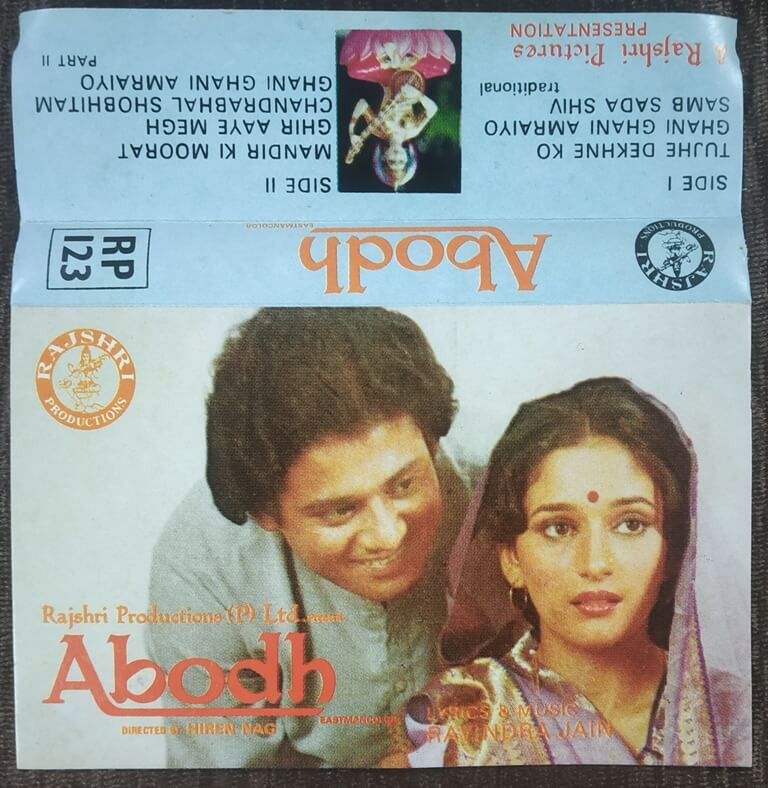 A Rajshri Pictures
PRESENTATION
SIDE I
TUJHE DEKHNE KO
GHANI GHANI AMRAIYO
SAMB SADA SHIV
traditional
SIDE II
MANDIR KI MOORAT
GHIR AAYE MEGH
CHANDRABHAL SHOBHITAM
GHANI GHANI AMRAIYO
PART II
RAJSHRI
PRODUCTIONS
Abodh
EASTMANCOLOR
RP
123
RAJSHRI
PRODUCTIONS
Rajshri Productions (P) Ltd. present
Abodh
EASTMANCOLOR
DIRECTED BY HIREN NAG
LYRICS & MUSIC
RAVINDRA JAIN